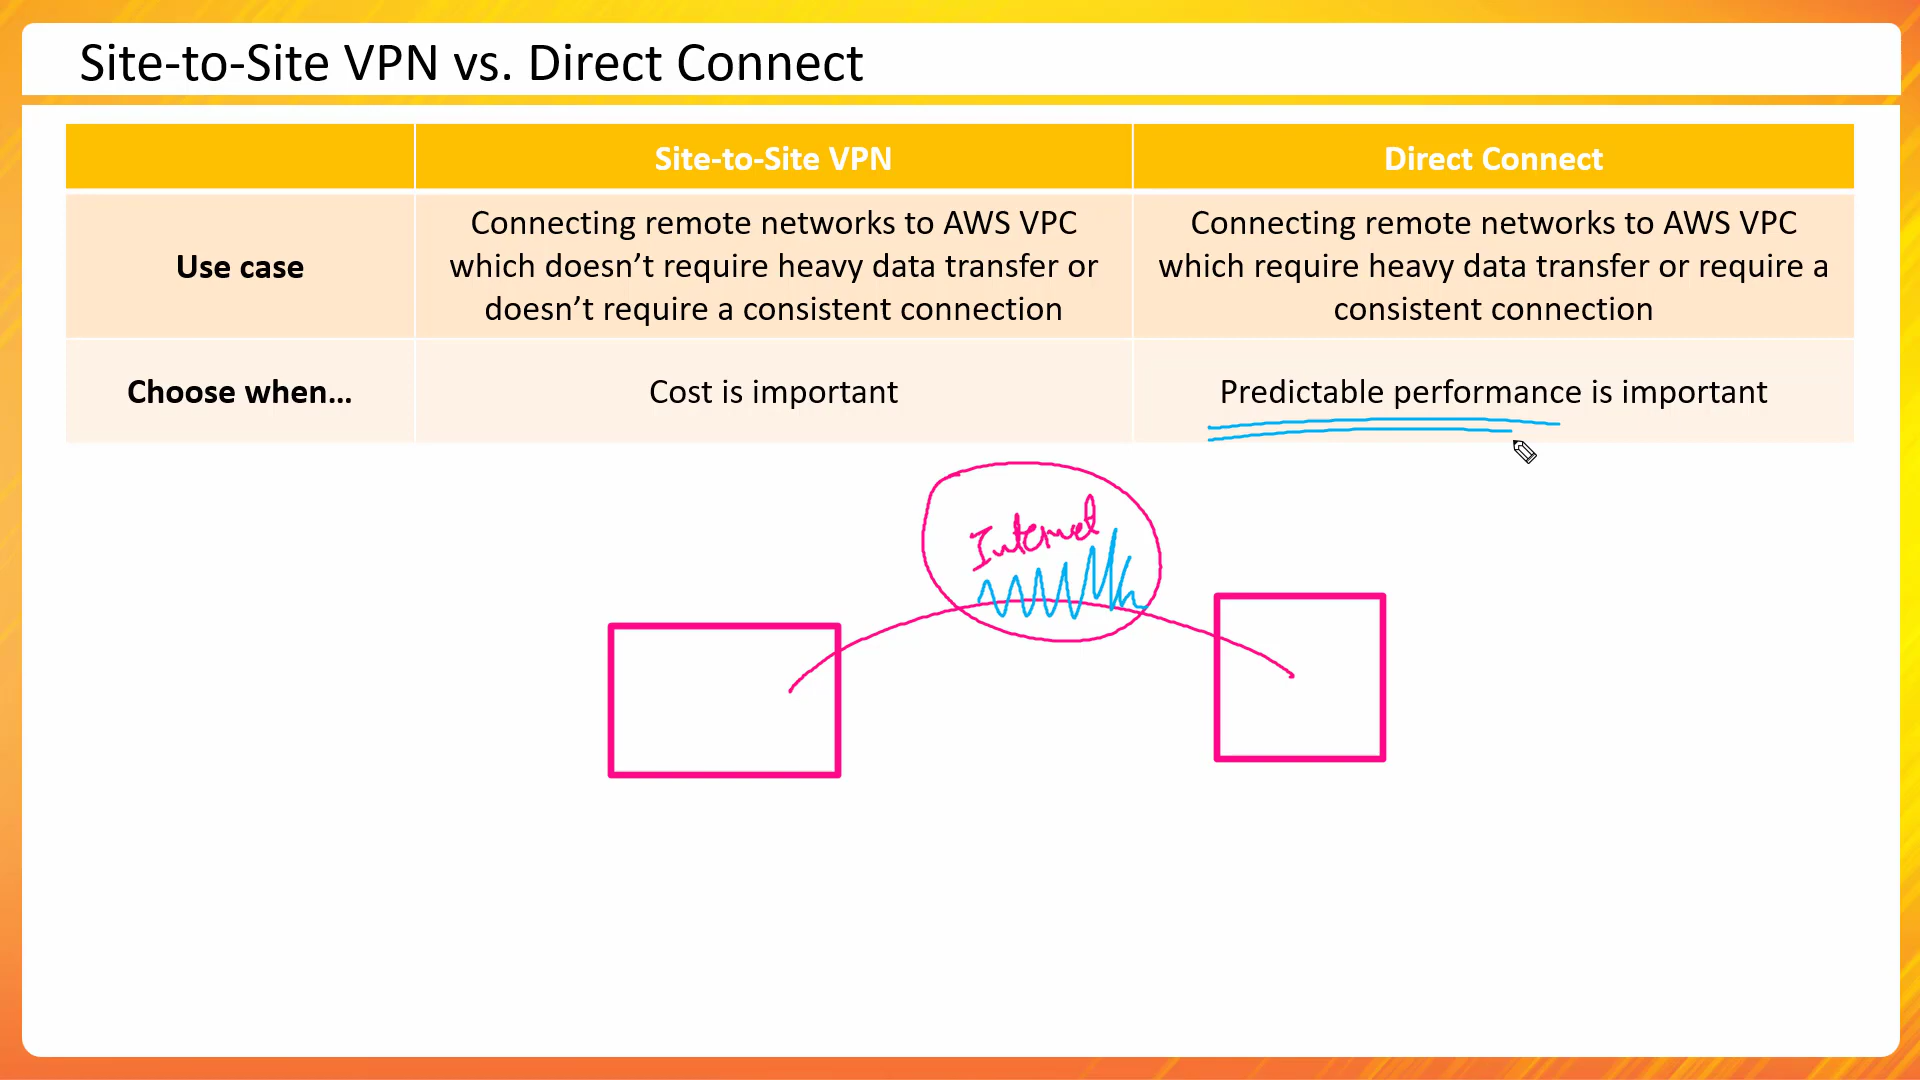 Site-to-Site VPN vs. Direct Connect
Site-to-Site VPN
Direct Connect
Use case
Connecting remote networks to AWS VPC
which doesn’t require heavy data transfer or
doesn’t require a consistent connection
Connecting remote networks to AWS VPC
which require heavy data transfer or require a
consistent connection
Choose when...
Cost is important
Predictable performance is important
Internet